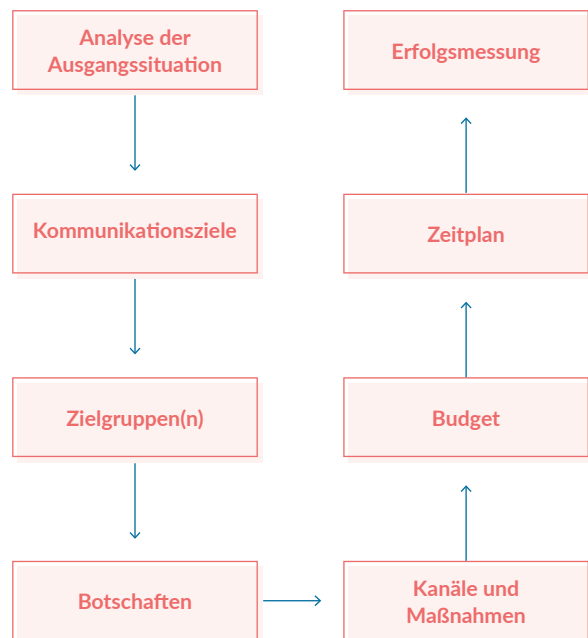 Analyse der
Ausgangssituation
Kommunikationsziele
Zielgruppen(n)
Botschaften
Kanäle und
Maßnahmen
Budget
Zeitplan
Erfolgsmessung